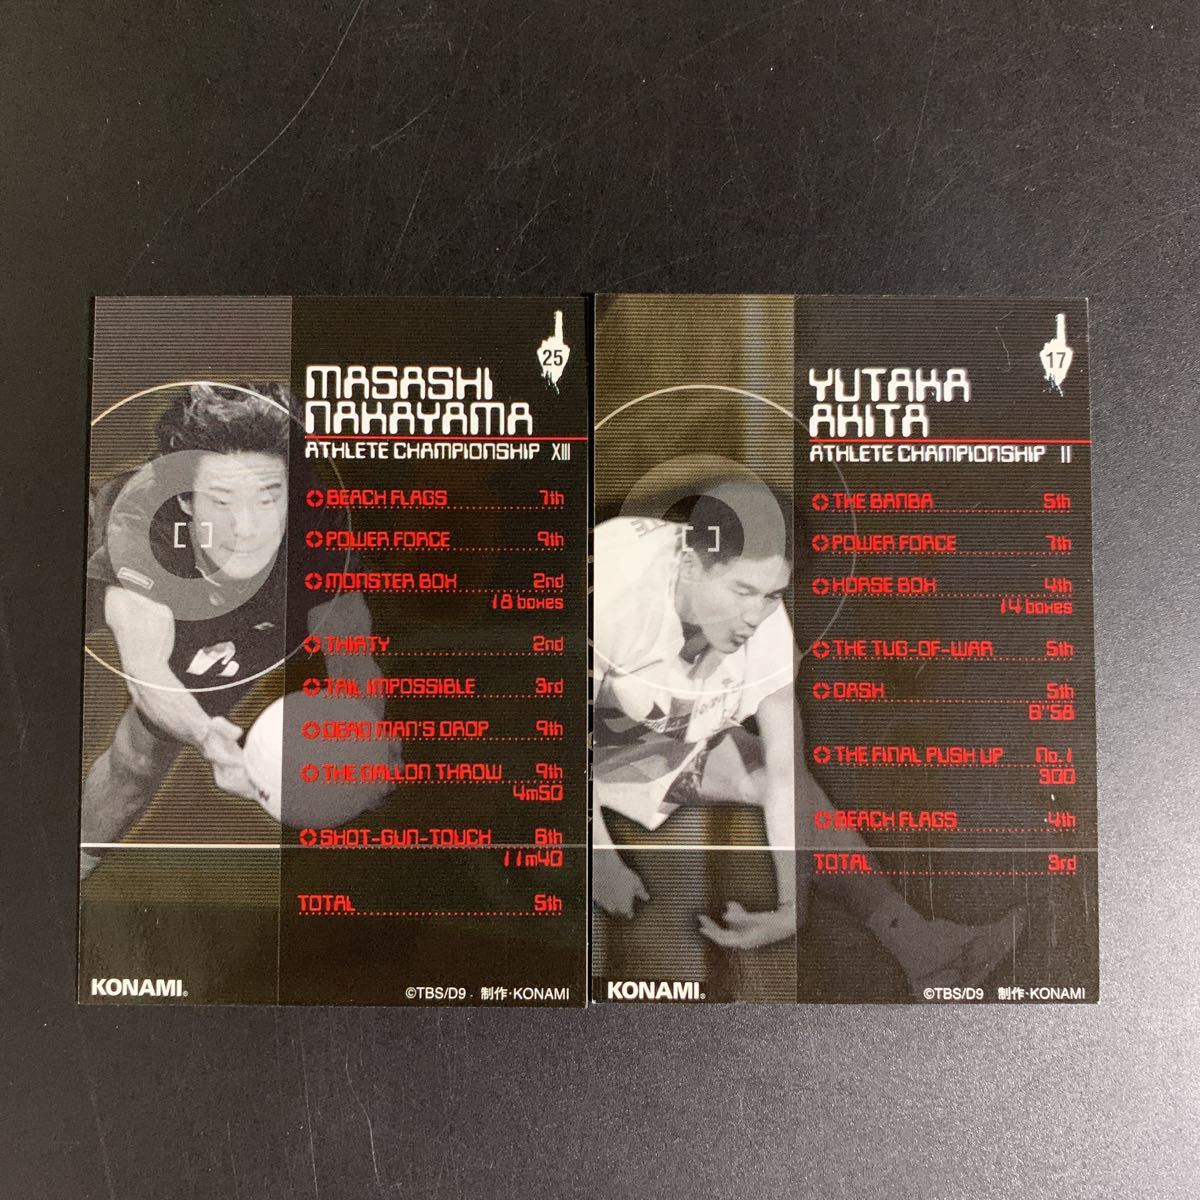 25
MASASHI
NAKAYAMA
ATHLETE CHAMPIONSHIP XIII
BEACH FLAGS 7th
POWER FORCE 9th
MONSTER BOX 2nd
18 boxes
THIRTY 2nd
TAIL IMPOSSIBLE 3rd
DEAD MAN'S DROP 9th
THE GALLON THROW 9th
4m50
SHOT-GUN-TOUCH 8th
11m40
TOTAL 5th
KONAMI®
©TBS/D9 · 制作·KONAMI
17
YUTAKA
AKITA
ATHLETE CHAMPIONSHIP II
THE BANBA 5th
POWER FORCE 7th
HORSE BOX 4th
14 boxes
THE TUG-OF-WAR 5th
DASH 5th
6"58
THE FINAL PUSH UP No.1
300
BEACH FLAGS 4th
TOTAL 3rd
KONAMI®
©TBS/D9 制作·KONAMI